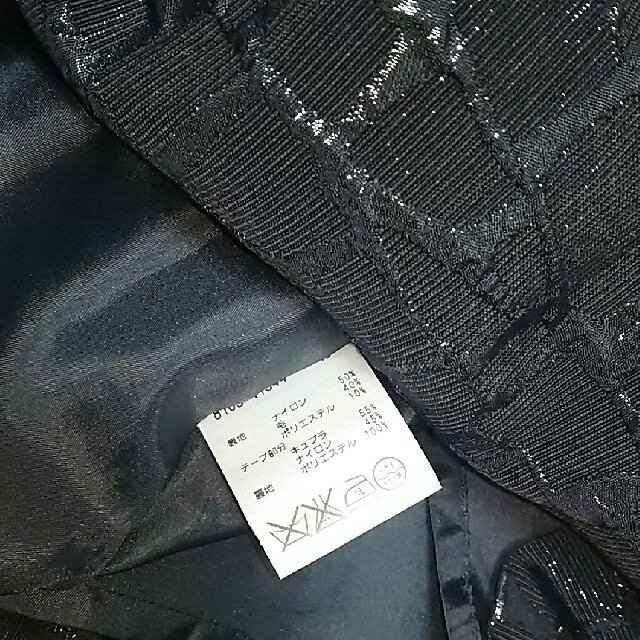 表地 ナイロン 50%
毛 40%
ポリエステル 10%
テープ部分 キュプラ 55%
ナイロン 45%
裏地 ポリエステル 100%